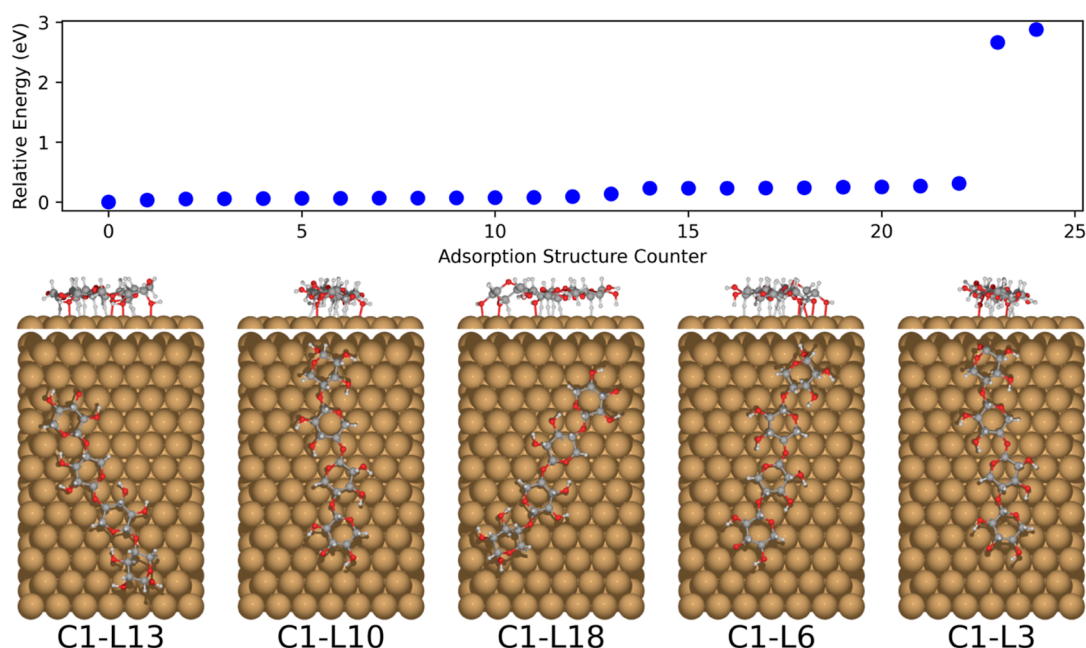 3
2
1
0
Relative Energy (eV)
0 5 10 15 20 25
Adsorption Structure Counter
C1-L13 C1-L10 C1-L18 C1-L6 C1-L3